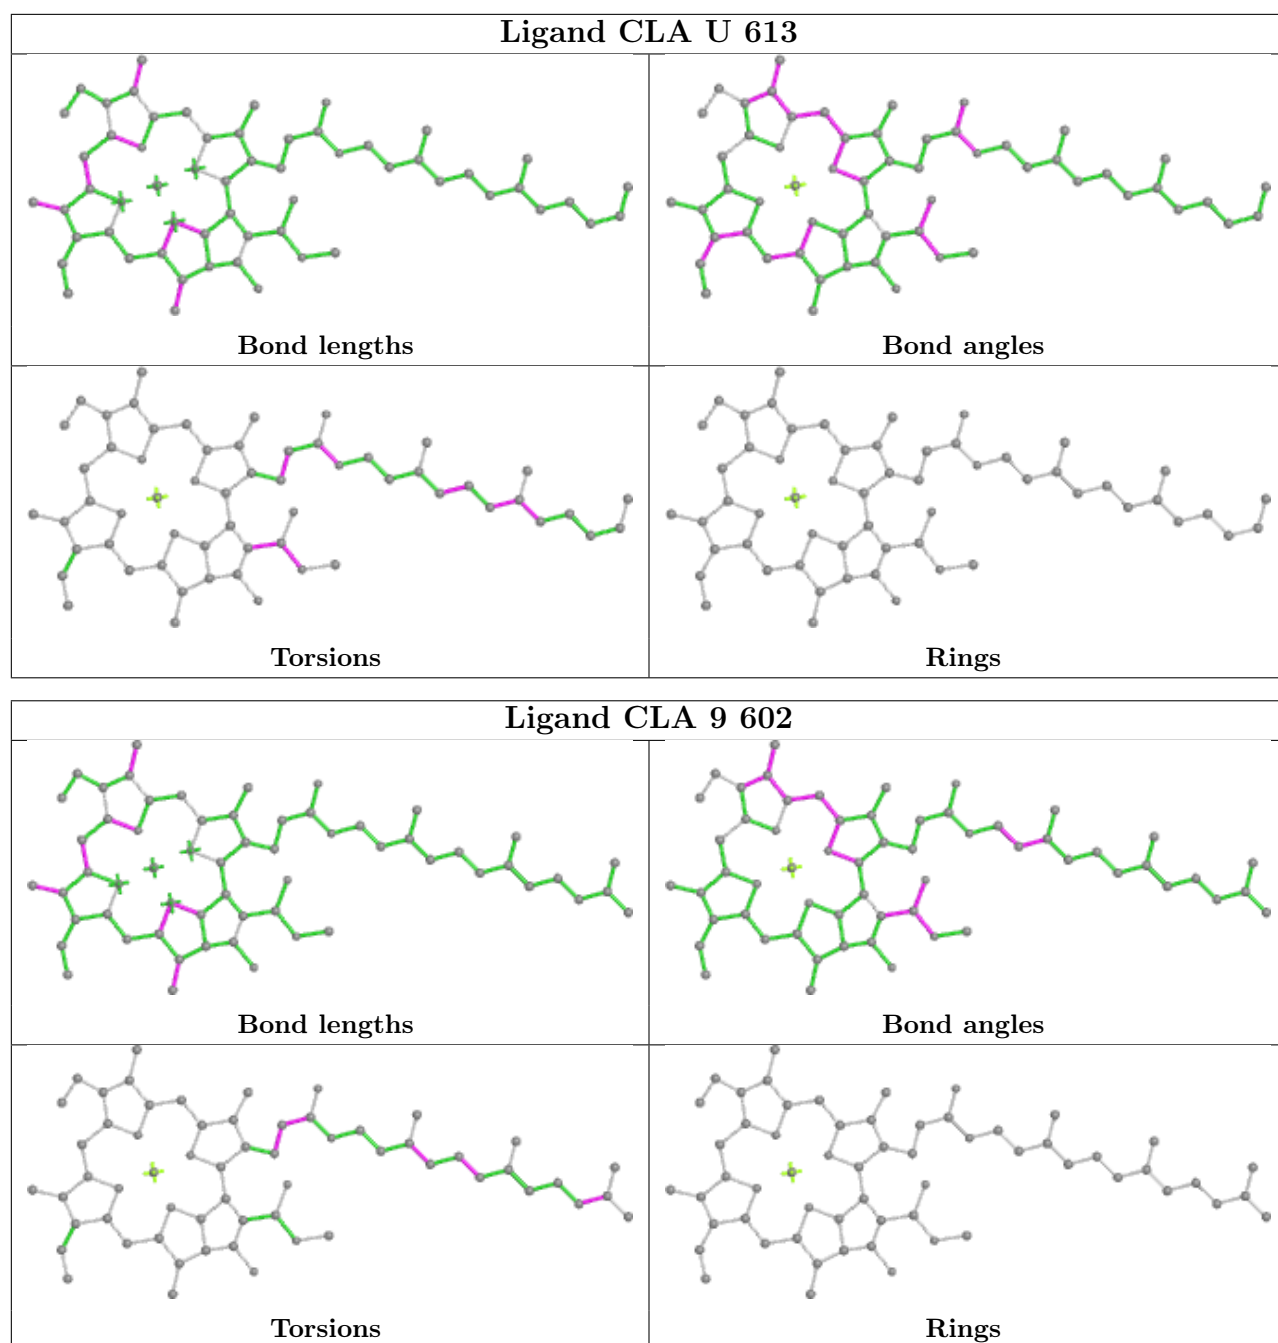 Ligand CLA U 613
Bond lengths
Bond angles
Torsions
Rings
Ligand CLA 9 602
Bond lengths
Bond angles
Torsions
Rings